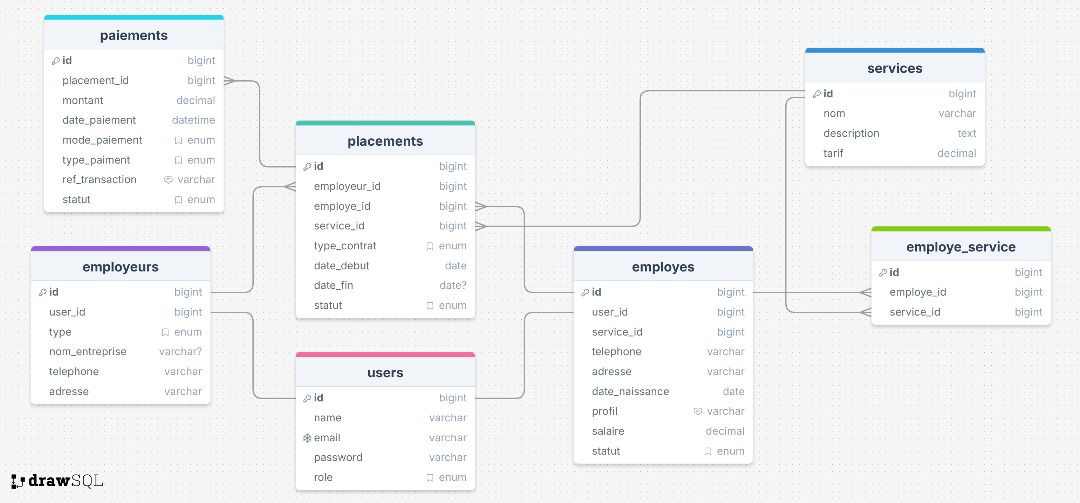 paiements
id bigint
placement_id bigint
montant decimal
date_paiement datetime
mode_paiement enum
type_paiment enum
ref_transaction varchar
statut enum
placements
id bigint
employeur_id bigint
employe_id bigint
service_id bigint
type_contrat enum
date_debut date
date_fin date?
statut enum
services
id bigint
nom varchar
description text
tarif decimal
employeurs
id bigint
user_id bigint
type enum
nom_entreprise varchar?
telephone varchar
adresse varchar
users
id bigint
name varchar
email varchar
password varchar
role enum
employes
id bigint
user_id bigint
service_id bigint
telephone varchar
adresse varchar
date_naissance date
profil varchar
salaire decimal
statut enum
employe_service
id bigint
employe_id bigint
service_id bigint
drawSQL